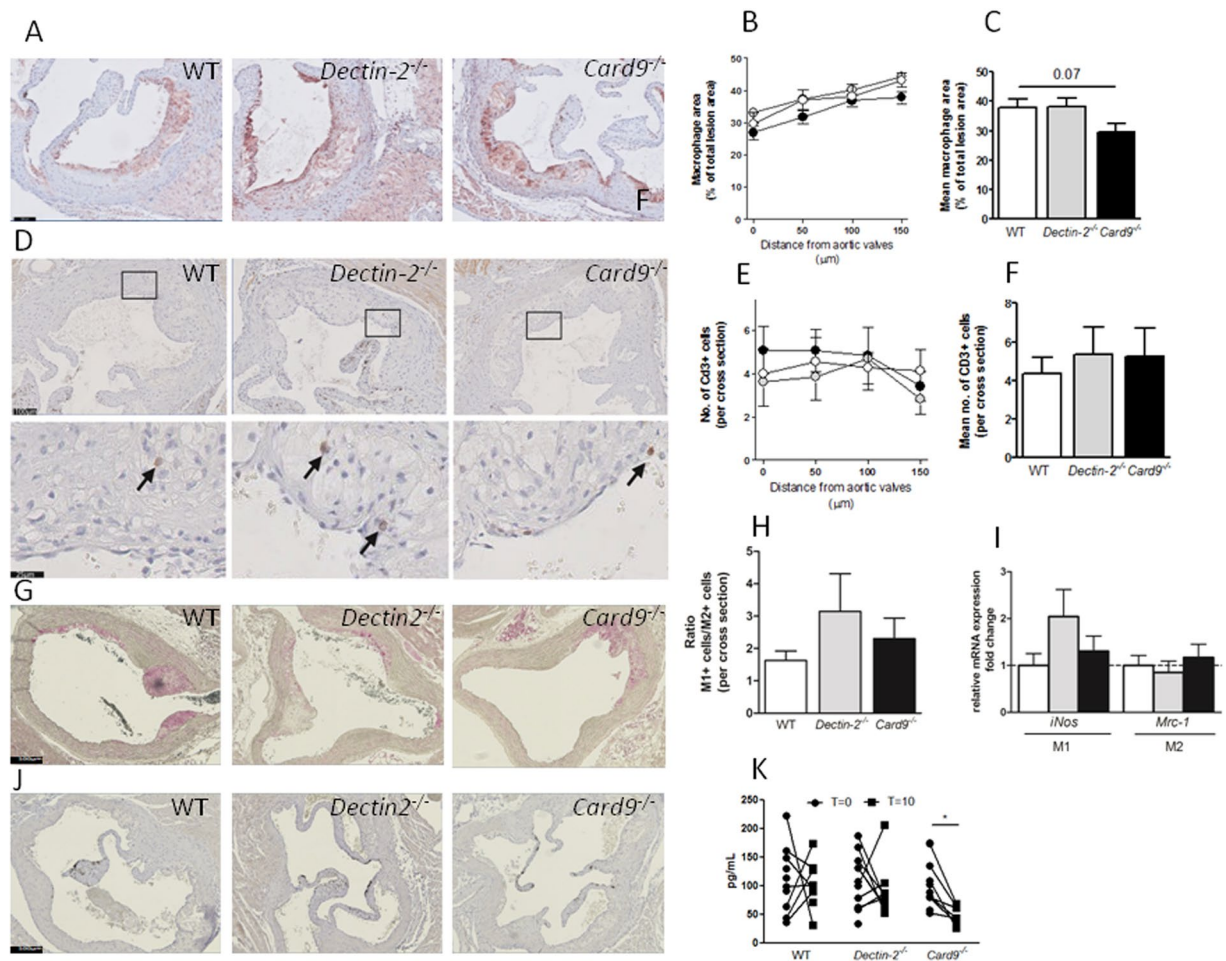 A
WT
Dectin-2-/-
Card9-/-
F
B
Macrophage area
(% of total lesion area)
50
40
30
20
10
0
0 50 100 150
Distance from aortic valves
(μm)
C
Mean macrophage area
(% of total lesion area)
50
40
30
20
10
0
0.07
WT Dectin-2-/- Card9-/-
D
WT
Dectin-2-/-
Card9-/-
100μm
E
No. of Cd3+ cells
(per cross section)
6
4
2
0
0 50 100 150
Distance from aortic valves
(μm)
F
Mean no. of CD3+ cells
(per cross section)
8
6
4
2
0
WT Dectin-2-/- Card9-/-
G
WT
Dectin2-/-
Card9-/-
H
Ratio
M1+ cells/M2+ cells
(per cross section)
5
4
3
2
1
0
WT Dectin-2-/- Card9-/-
I
relative mRNA expression
fold change
3
2
1
0
iNos Mrc-1
M1 M2
J
WT
Dectin2-/-
Card9-/-
K
pg/mL
250
200
150
100
50
0
T=0 T=10
*
WT Dectin-2-/- Card9-/-